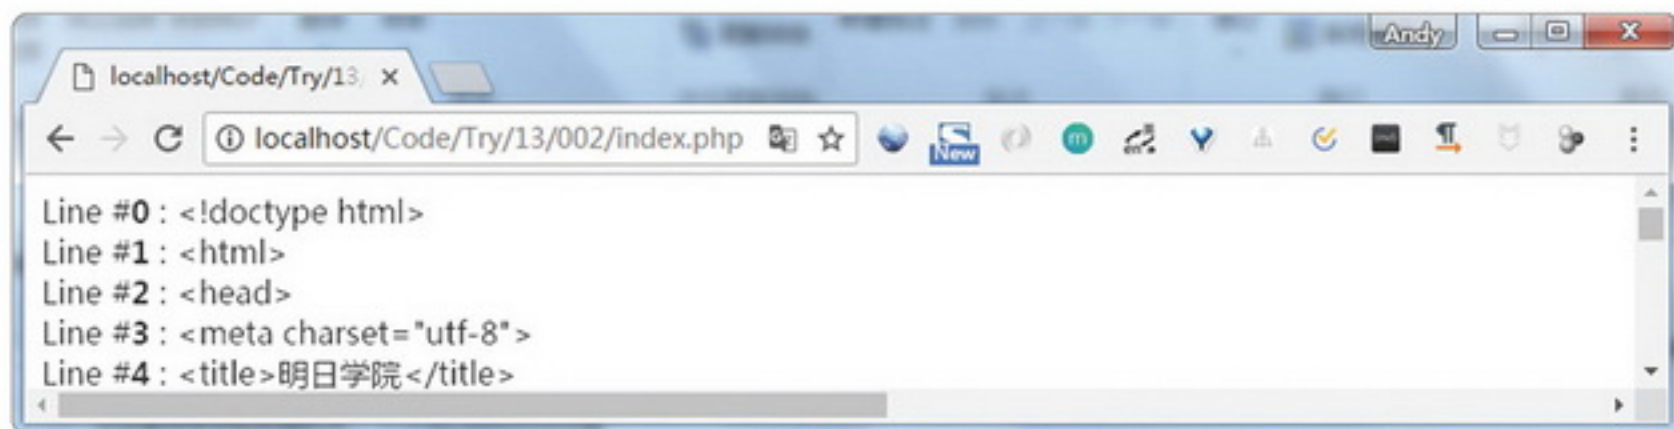 Andy
localhost/Code/Try/13
localhost/Code/Try/13/002/index.php
New
Line #0 : <!doctype html>
Line #1 : <html>
Line #2 : <head>
Line #3 : <meta charset="utf-8">
Line #4 : <title>明日学院</title>